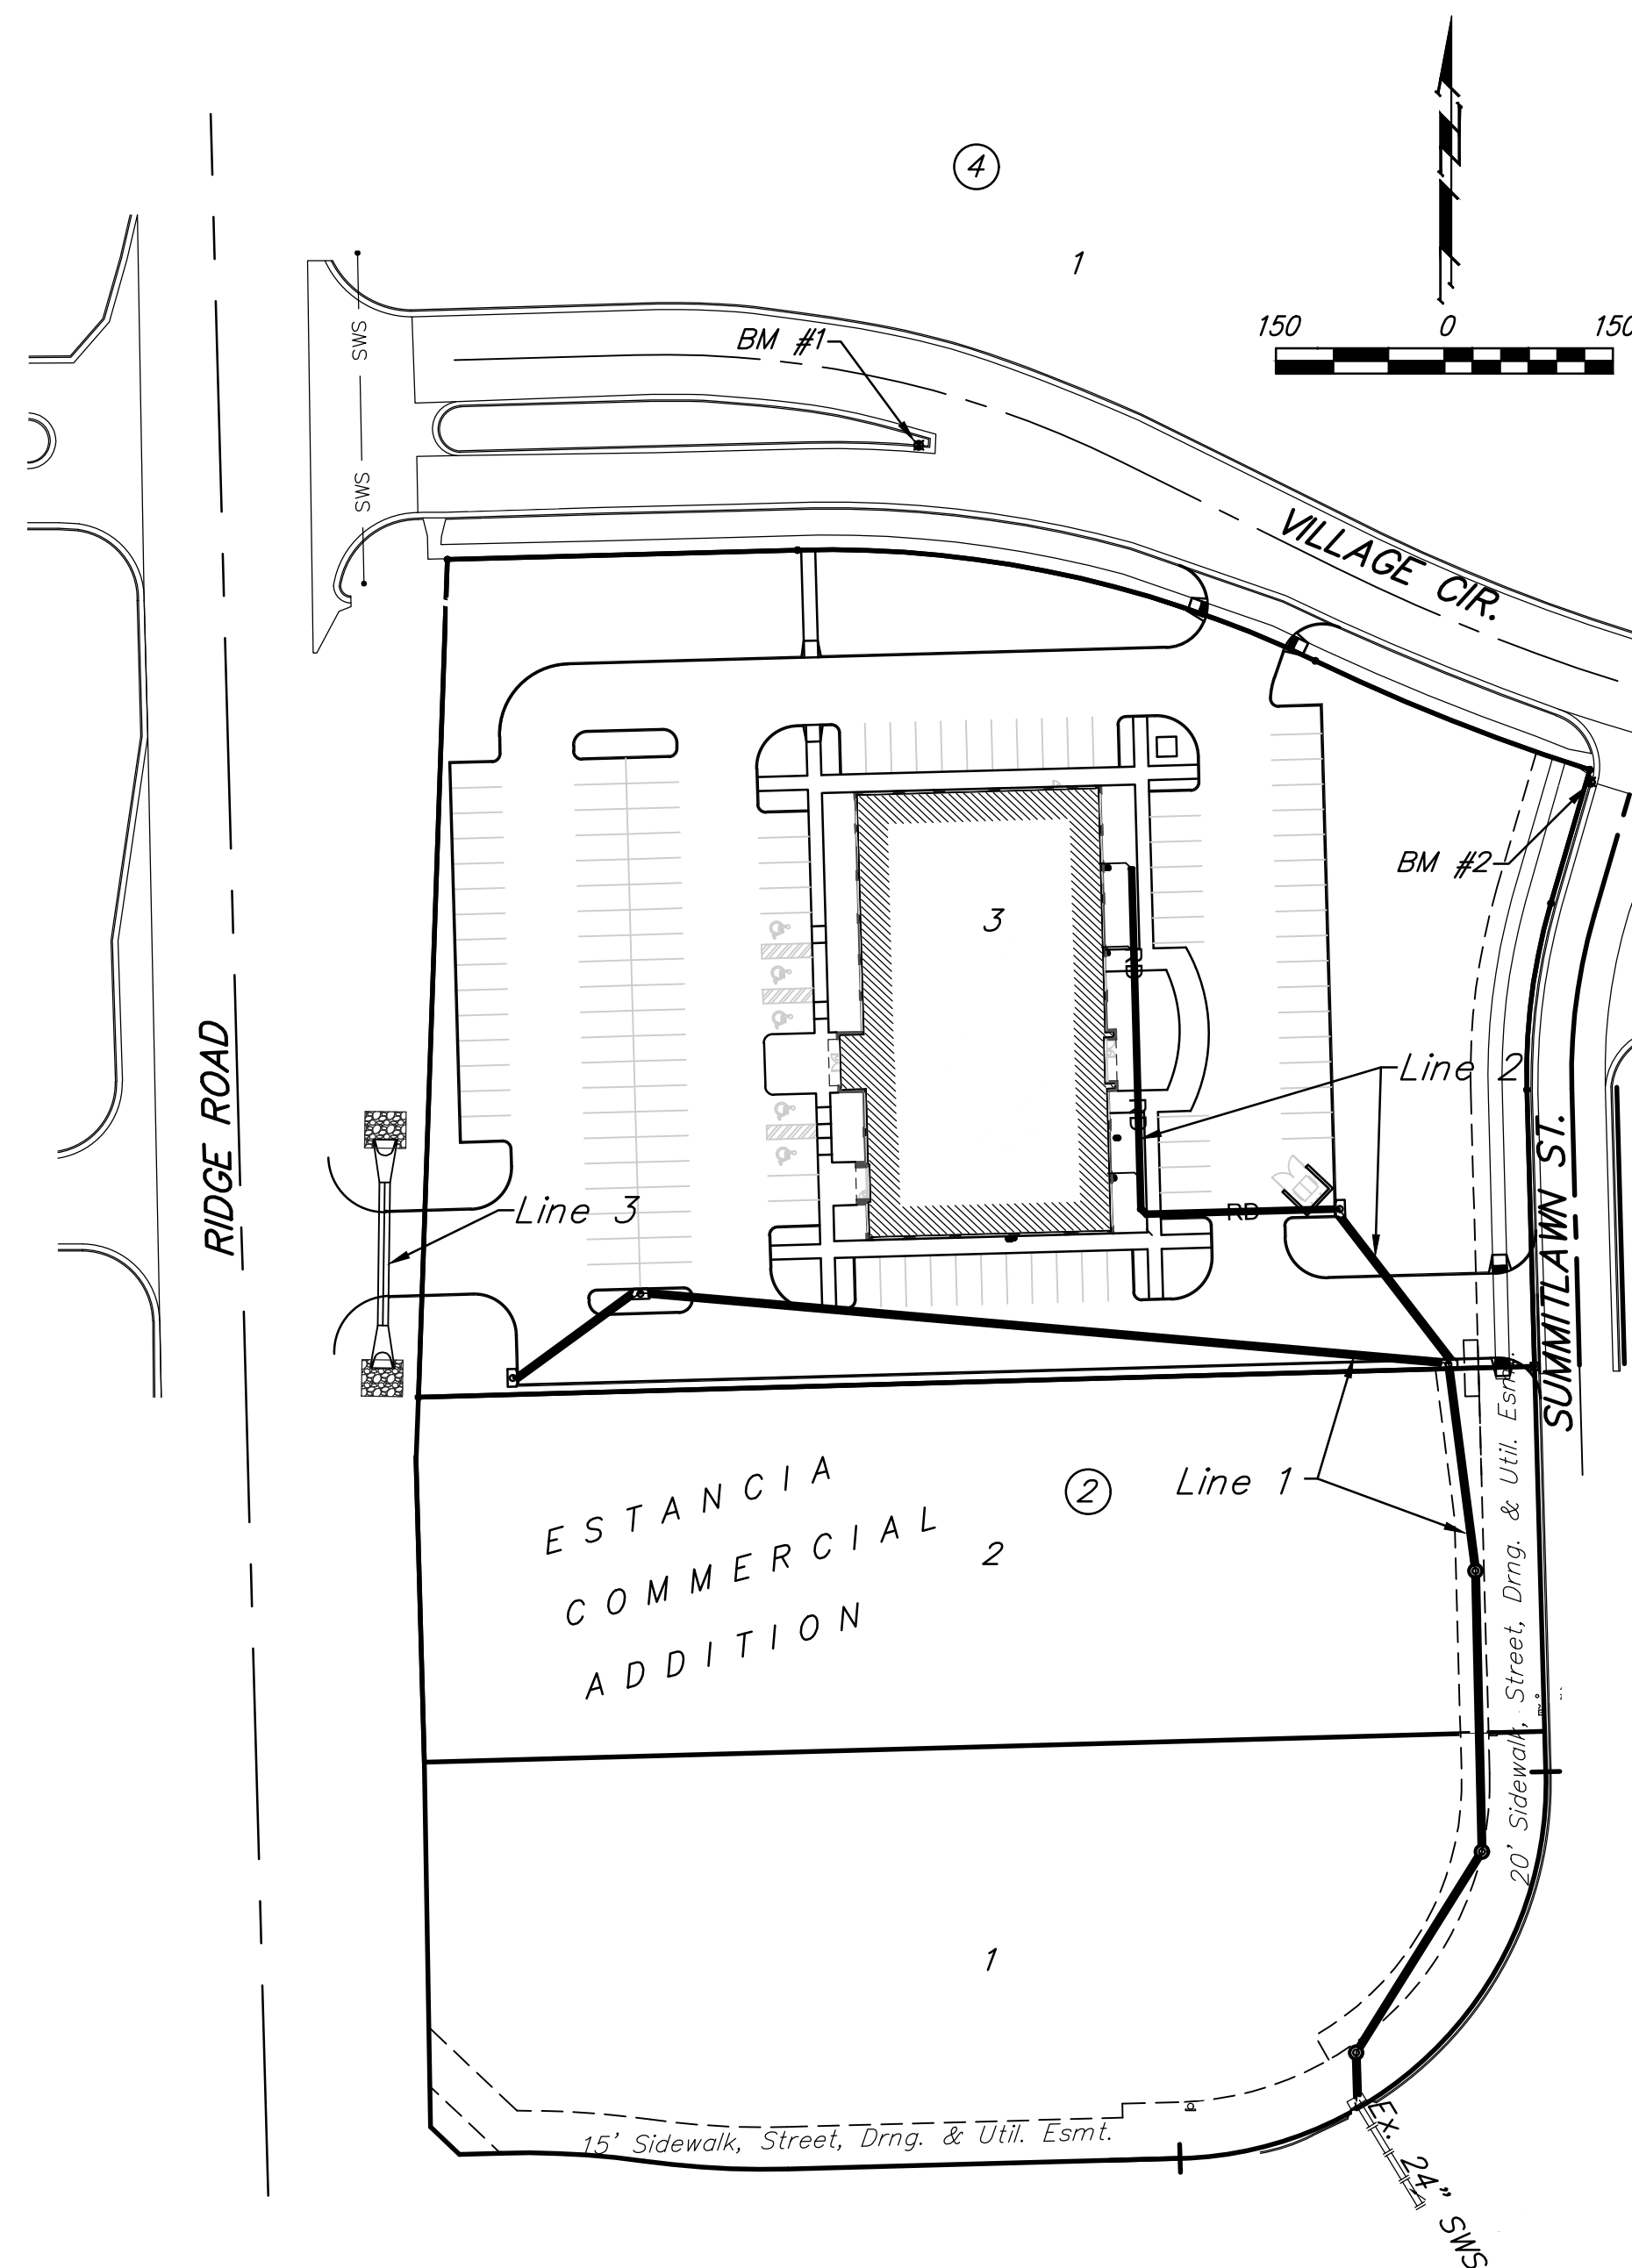 4
1
150 0 150
BM #1
SWS
SWS
VILLAGE CIR.
BM #2
3
RD
Line 2
RD
RIDGE ROAD
SUMMITLAWN ST.
Line 3
RD
ESTANCIA
COMMERCIAL
ADDITION
2
Line 1
2
20' Sidewalk, Street, Drng. & Util. Esmt.
1
15' Sidewalk, Street, Drng. & Util. Esmt.
Ex. 24" SWS